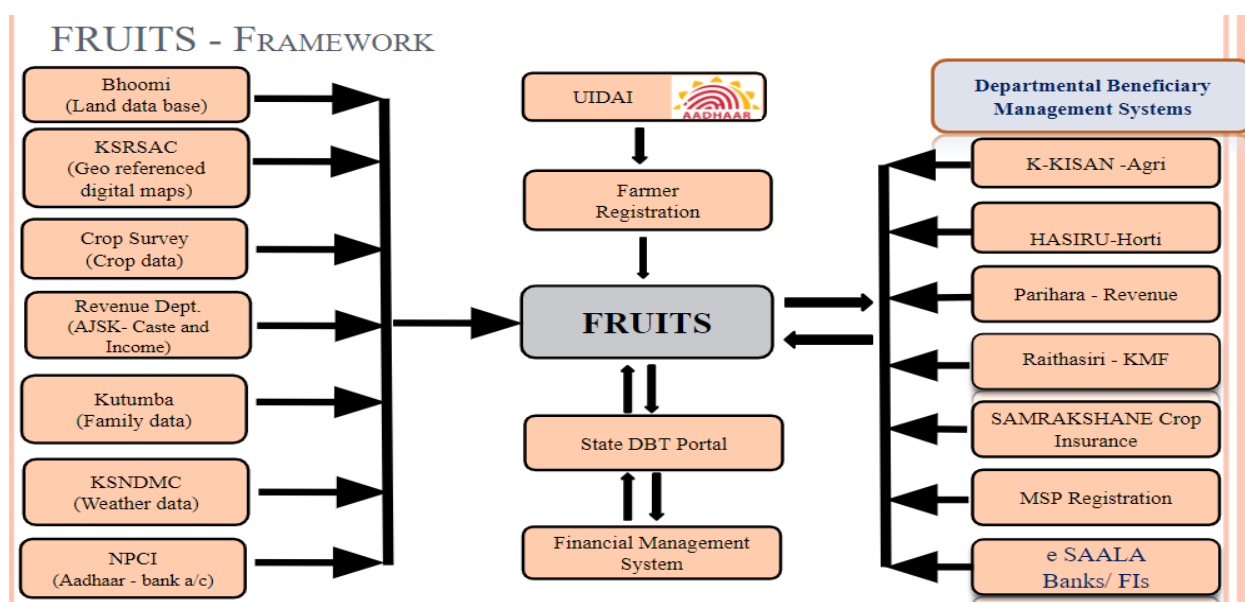 FRUITS - FRAMEWORK
Bhoomi
(Land data base)
KSRSAC
(Geo referenced
digital maps)
Crop Survey
(Crop data)
Revenue Dept.
(AJSK- Caste and
Income)
Kutumba
(Family data)
KSNDMC
(Weather data)
NPCI
(Aadhaar - bank a/c)
UIDAI
AADHAAR
Farmer
Registration
FRUITS
State DBT Portal
Financial Management
System
Departmental Beneficiary
Management Systems
K-KISAN -Agri
HASIRU-Horti
Parihara - Revenue
Raithasiri - KMF
SAMRAKSHANE Crop
Insurance
MSP Registration
e SAALA
Banks/ FIs